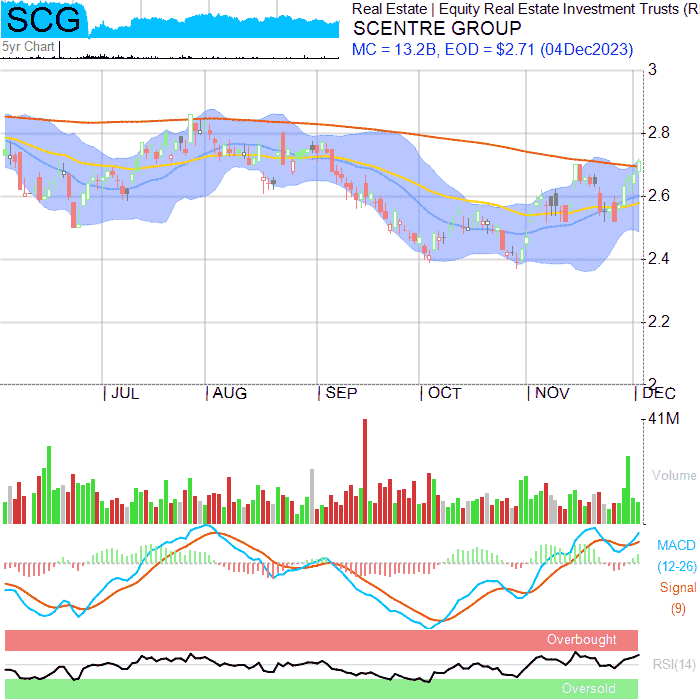 SCG
Real Estate | Equity Real Estate Investment Trusts (R
SCENTRE GROUP
5yr Chart
MC = 13.2B, EOD = $2.71 (04Dec2023)
3
2.8
2.6
2.4
2.2
2
JUL AUG SEP OCT NOV DEC
41M
Volume
MACD
(12-26)
Signal
(9)
Overbought
RSI(14)
Oversold